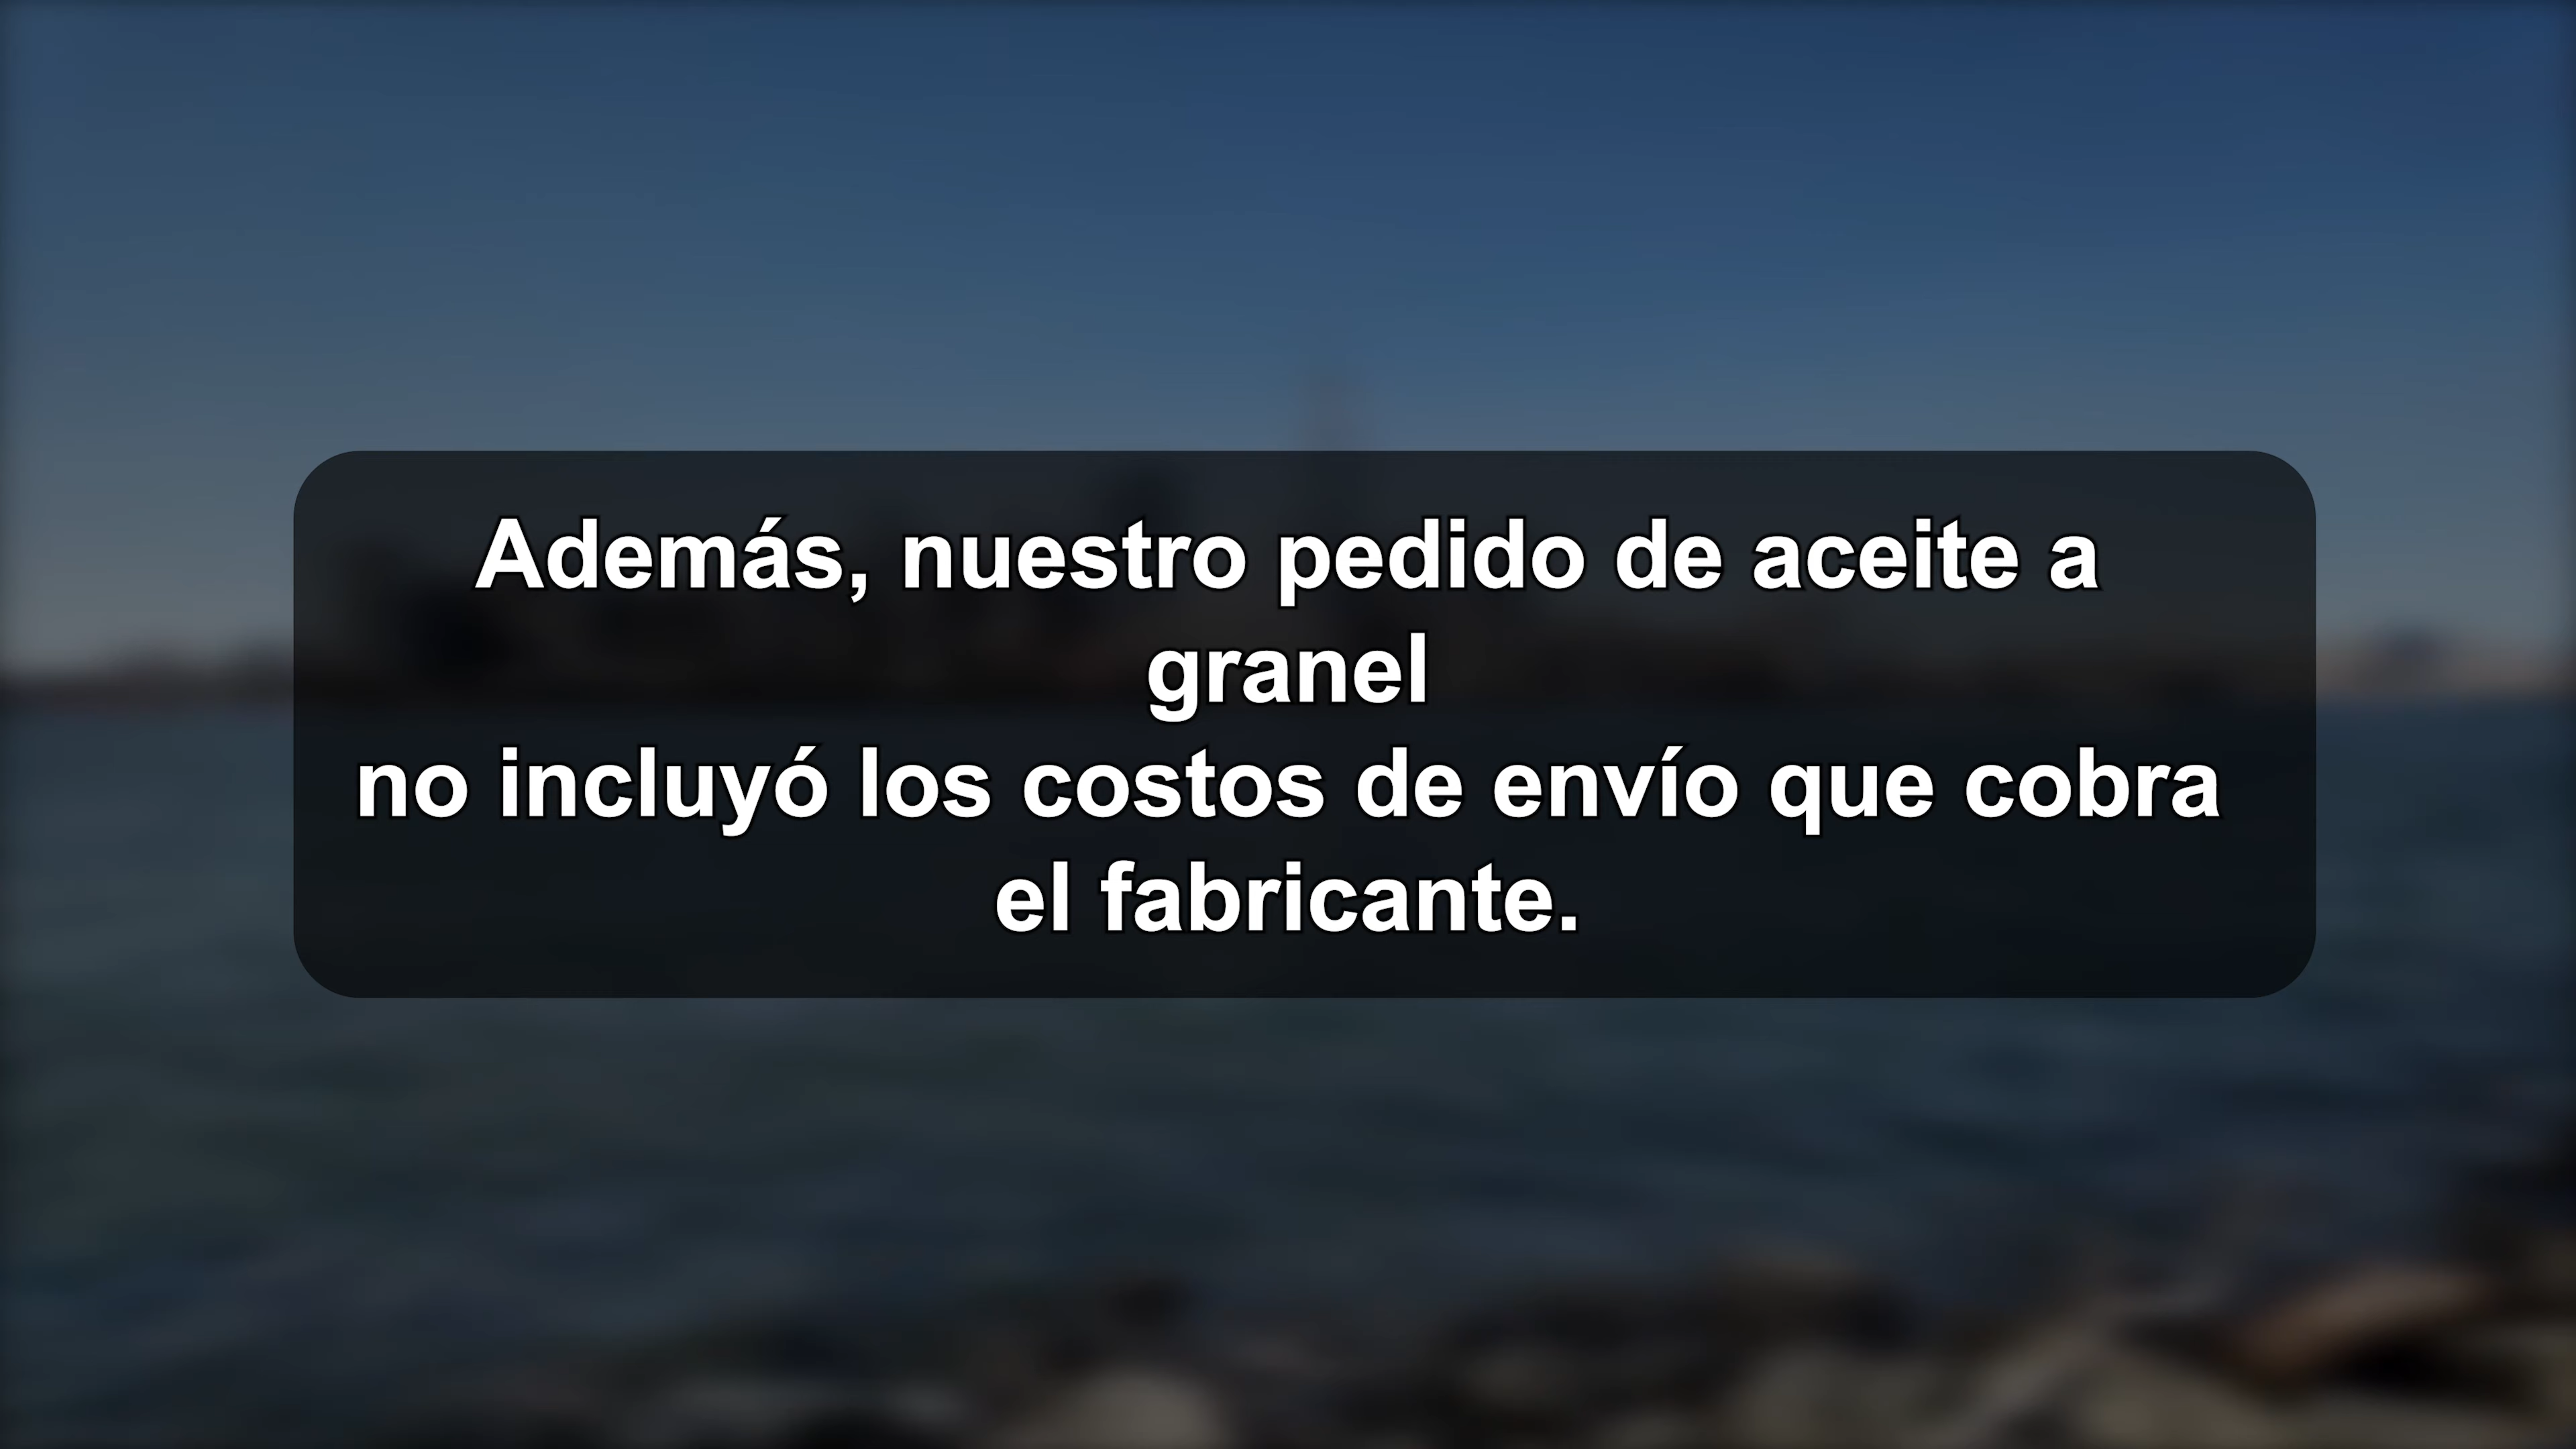 Además, nuestro pedido de aceite a
granel
no incluyó los costos de envío que cobra
el fabricante.